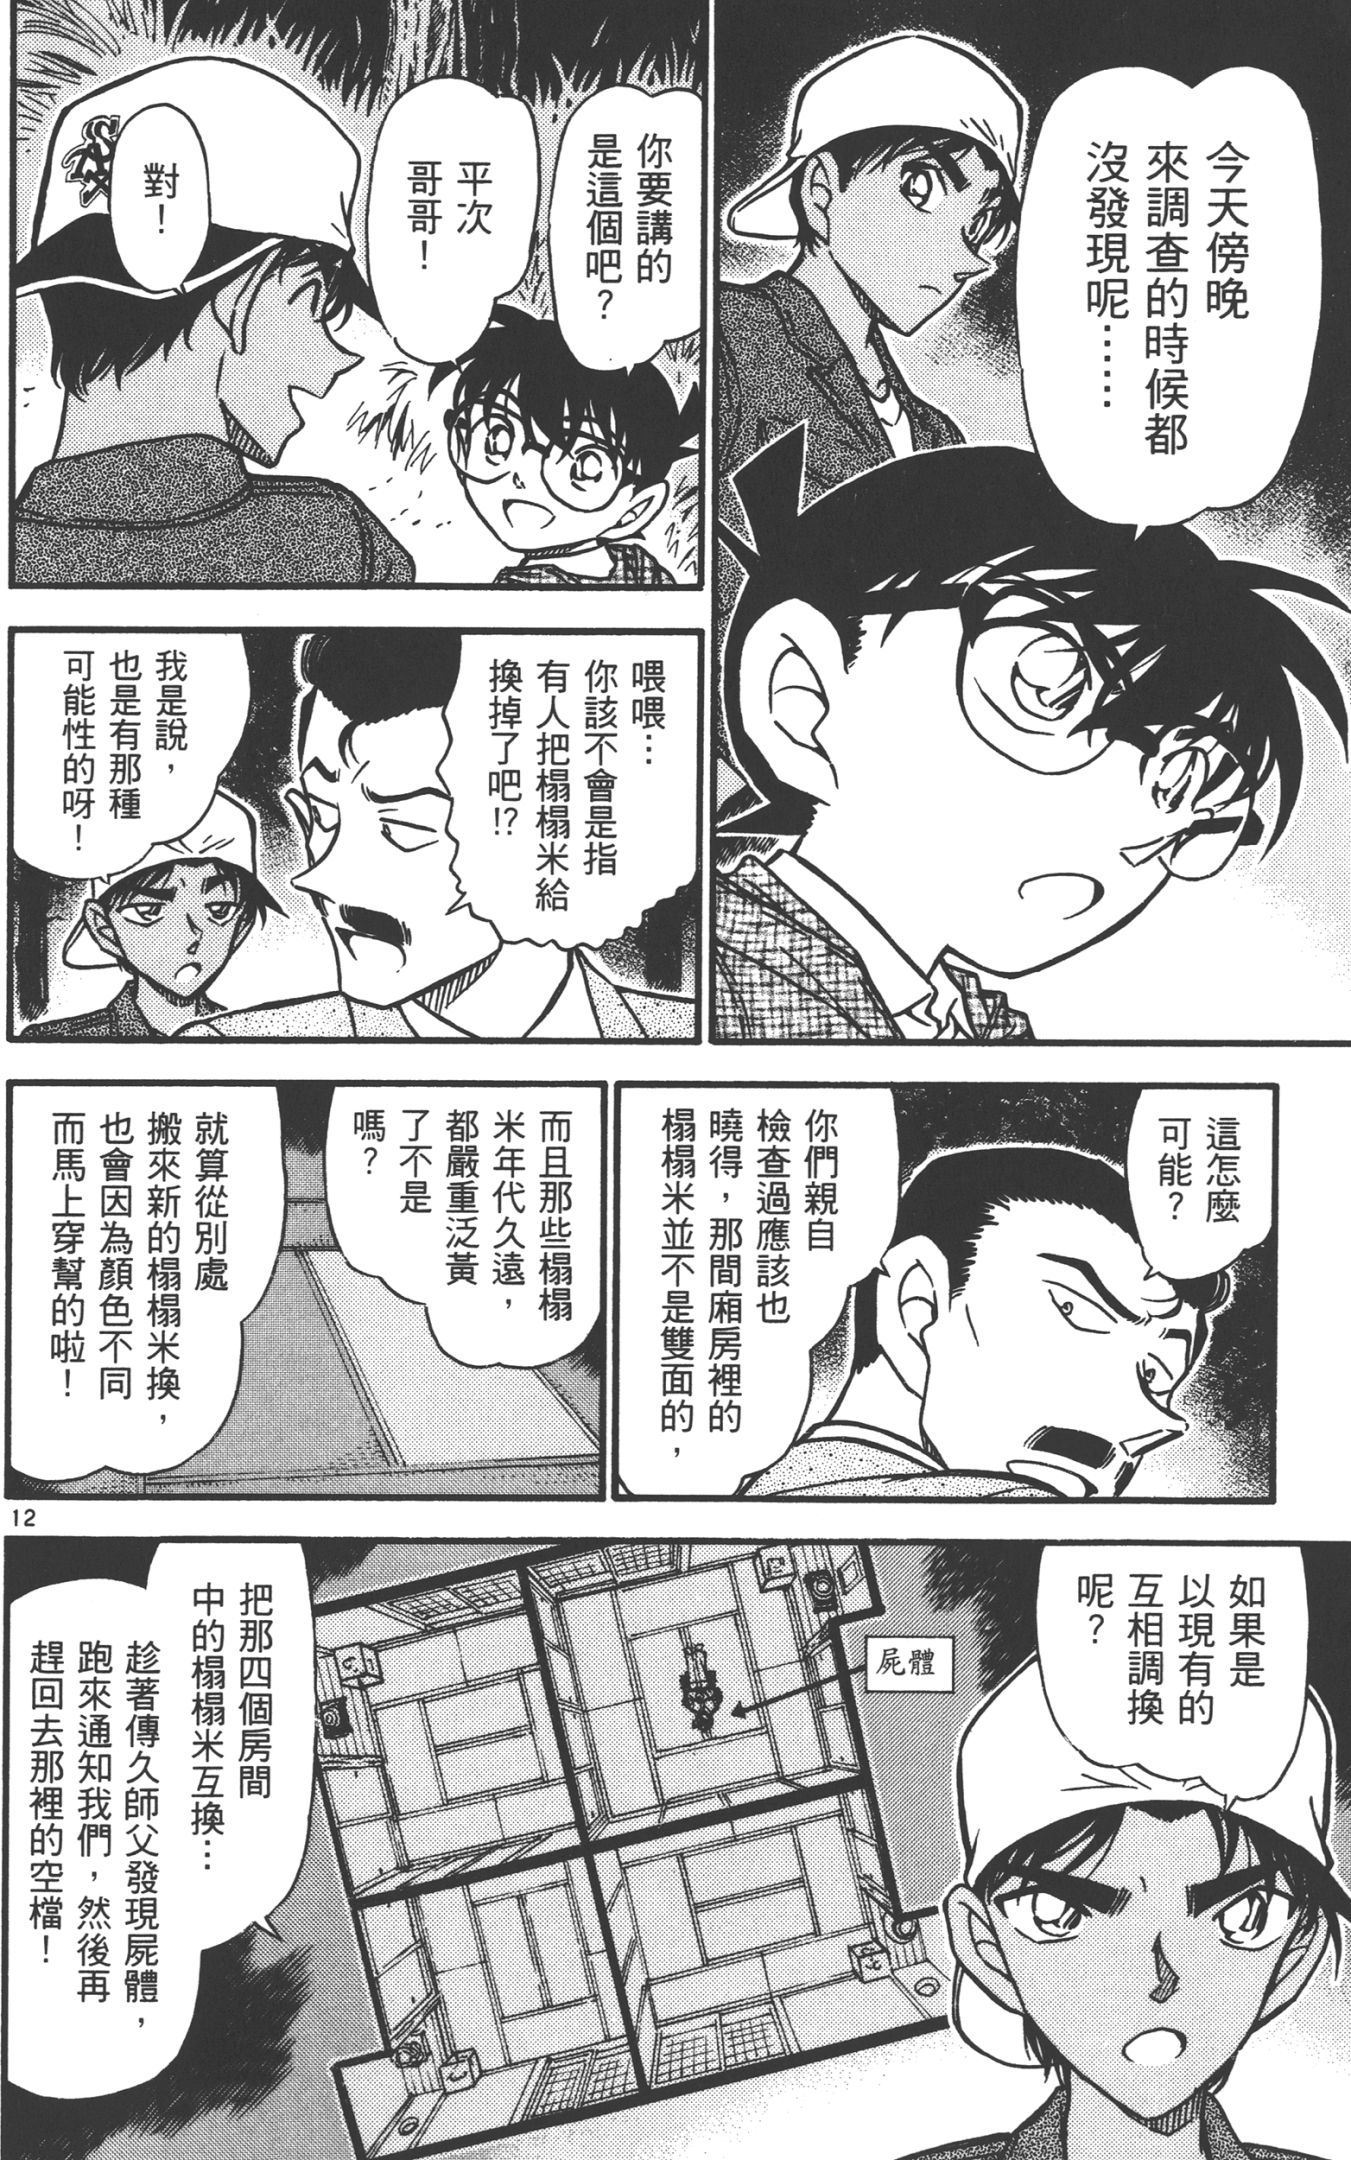 今天傍晚
來調查的時候都
沒發現呢……
你要講的
是這個吧？
平次
哥哥！
對！
喂喂…
你該不會是指
有人把榻榻米給
換掉了吧!?
我是說，
也是有那種
可能性的呀！
這怎麼
可能？
你們親自
檢查過應該也
曉得，那間廂房裡的
榻榻米並不是雙面的，
而且那些榻榻
米年代久遠，
都嚴重泛黃
了不是
嗎？
就算從別處
搬來新的榻榻米換，
也會因為顏色不同
而馬上穿幫的啦！
12
如果是
以現有的
互相調換
呢？
屍體
把那四個房間
中的榻榻米互換…
趁著傳久師父發現屍體，
跑來通知我們，然後再
趕回去那裡的空檔！